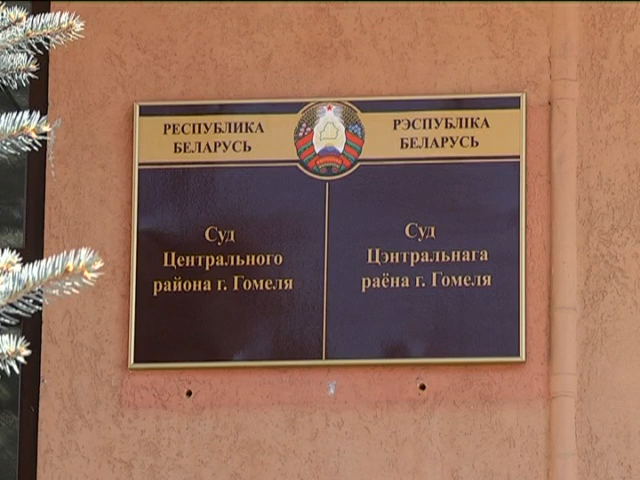 РЕСПУБЛИКА
БЕЛАРУСЬ
Суд
Центрального
района г. Гомеля
РЭСПУБЛІКА
БЕЛАРУСЬ
Суд
Цэнтральнага
раёна г. Гомеля